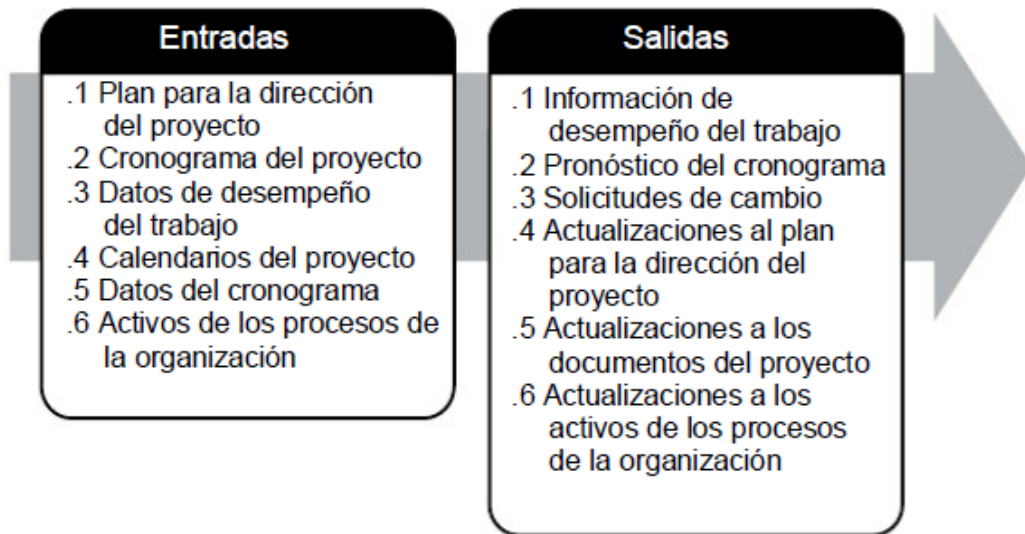 Entradas
.1 Plan para la dirección
del proyecto
.2 Cronograma del proyecto
.3 Datos de desempeño
del trabajo
.4 Calendarios del proyecto
.5 Datos del cronograma
.6 Activos de los procesos de
la organización
Salidas
.1 Información de
desempeño del trabajo
.2 Pronóstico del cronograma
.3 Solicitudes de cambio
.4 Actualizaciones al plan
para la dirección del
proyecto
.5 Actualizaciones a los
documentos del proyecto
.6 Actualizaciones a los
activos de los procesos
de la organización